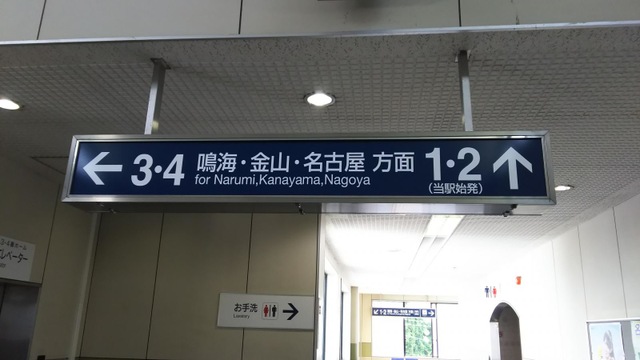 ← 3・4 鳴海・金山・名古屋 方面 1・2 ↑
for Narumi,Kanayama,Nagoya
(当駅始発)
お手洗 →
Lavatory